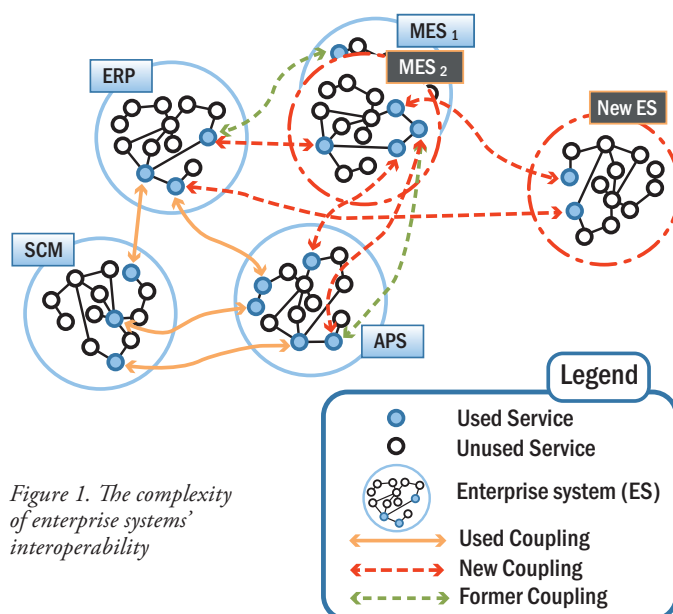 MES 1
MES 2
ERP
New ES
SCM
APS
Legend
Used Service
Unused Service
Enterprise system (ES)
Used Coupling
New Coupling
Former Coupling
Figure 1. The complexity
of enterprise systems’
interoperability